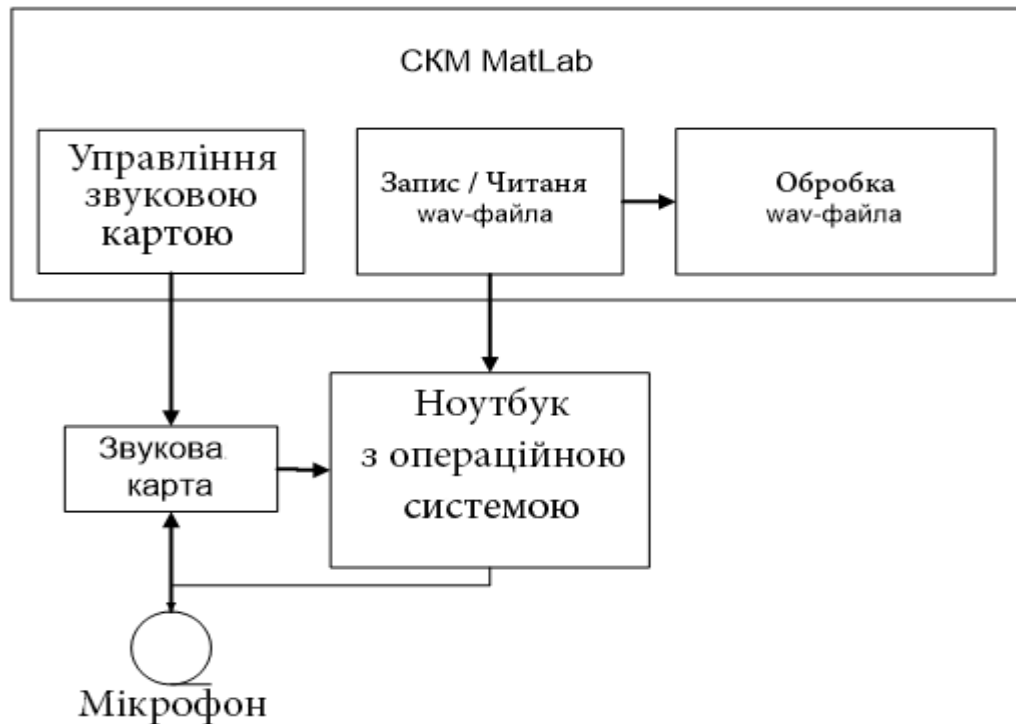 СКМ MatLab
Управління
звуковою
картою
Запис / Читаня
wav-файла
Обробка
wav-файла
Звукова
карта
Ноутбук
з операційною
системою
Мікрофон